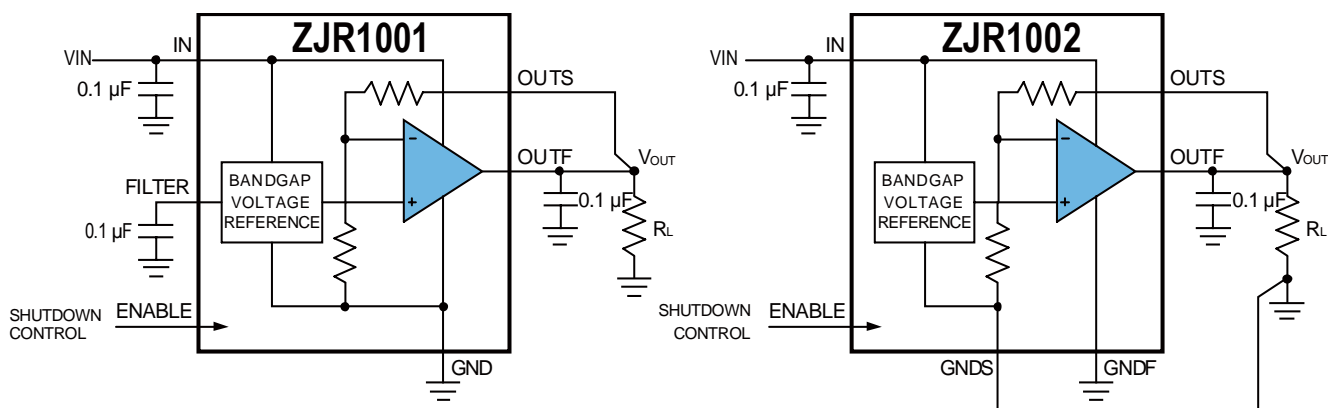 ZJR1001
IN
VIN
0.1 µF
OUTS
FILTER
BANDGAP
VOLTAGE
REFERENCE
-
+
OUTF
VOUT
0.1 µF
0.1 µF
RL
SHUTDOWN
CONTROL
ENABLE
GND
ZJR1002
IN
VIN
0.1 µF
OUTS
BANDGAP
VOLTAGE
REFERENCE
-
+
OUTF
VOUT
0.1 µF
RL
SHUTDOWN
CONTROL
ENABLE
GNDS
GNDF